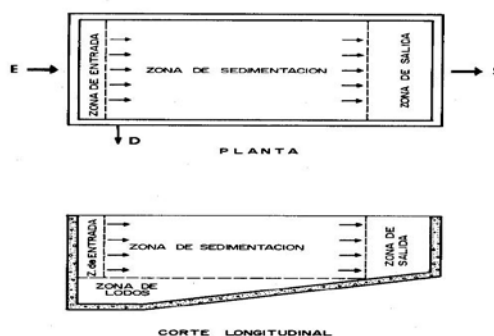 ZONA DE ENTRADA
E
ZONA DE SEDIMENTACION
ZONA DE SALIDA
D
PLANTA
Z. de ENTRADA
ZONA DE SEDIMENTACION
ZONA DE
SALIDA
ZONA DE
LODOS
CORTE LONGITUDINAL